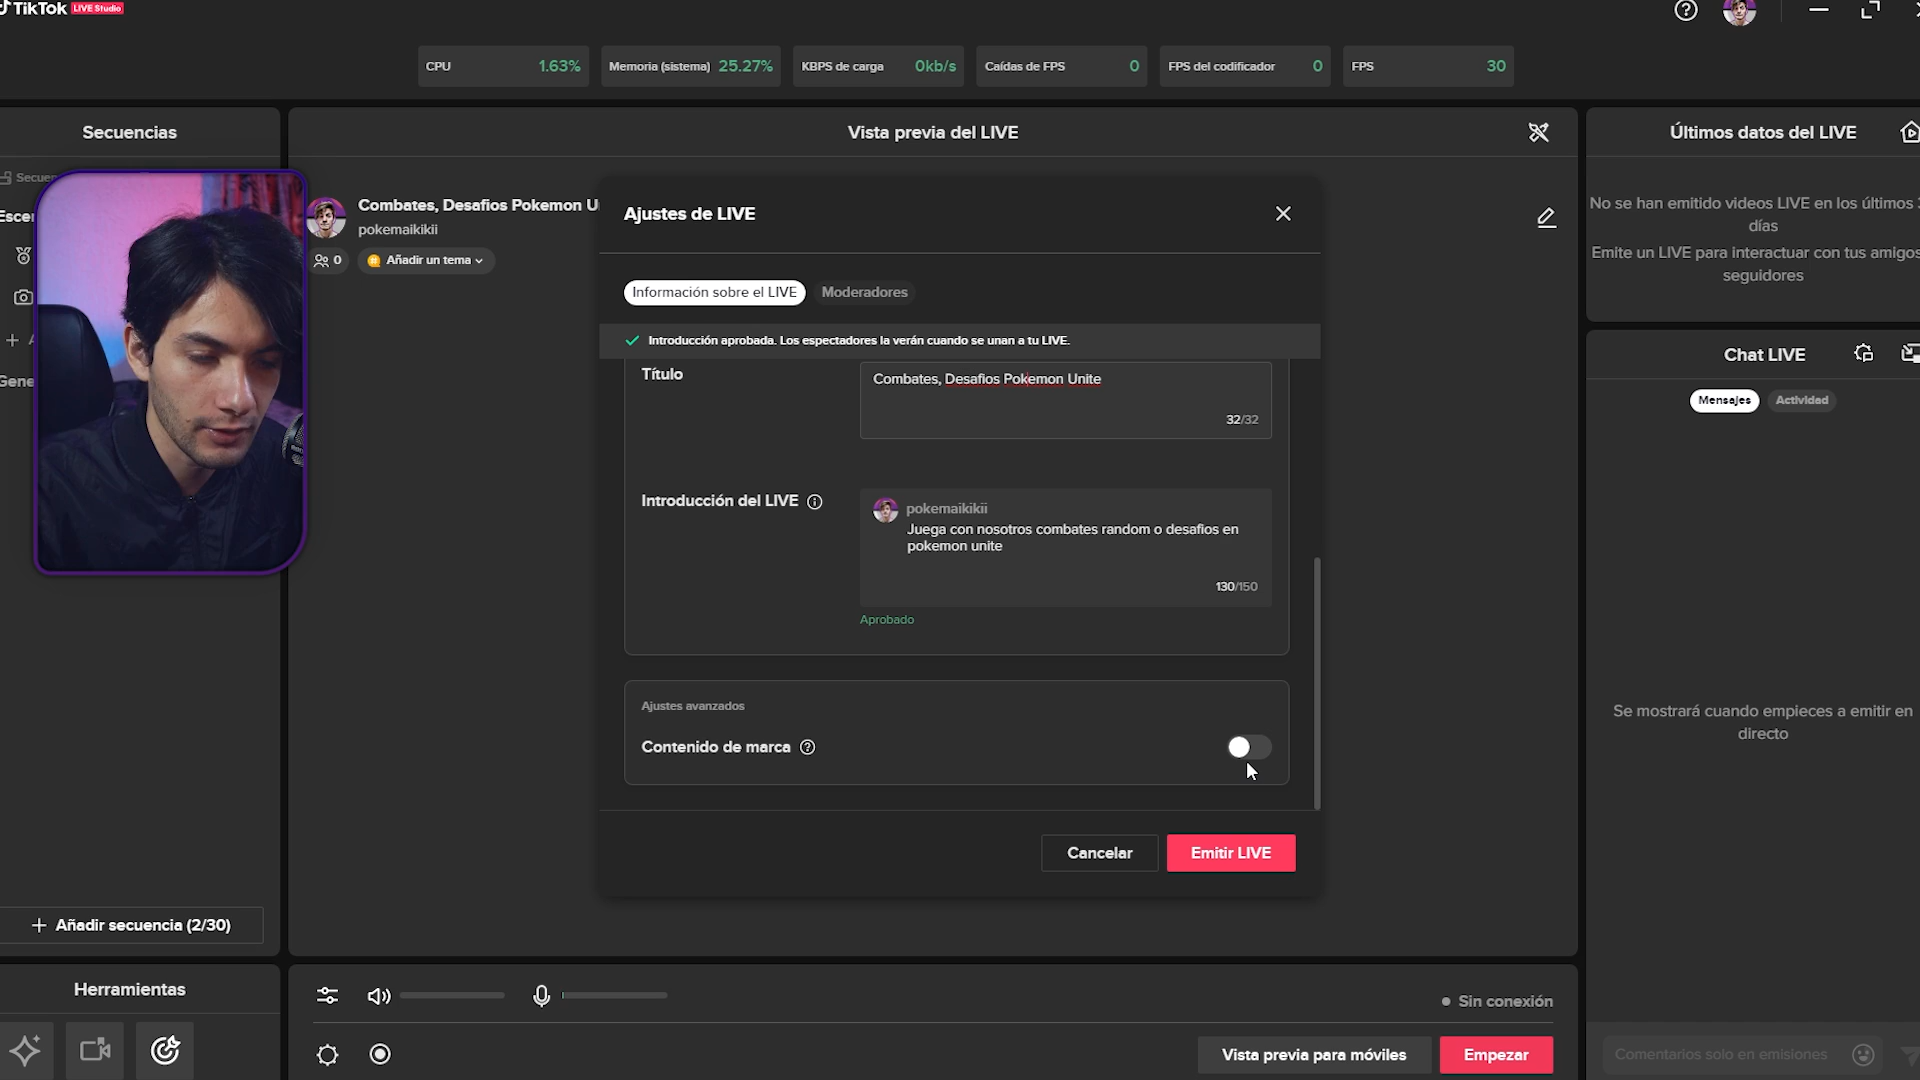 TikTok LIVE Studio
CPU 1.63%
Memoria (sistema) 25.27%
KBPS de carga 0kb/s
Caídas de FPS 0
FPS del codificador 0
FPS 30
Secuencias
Vista previa del LIVE
Últimos datos del LIVE
No se han emitido videos LIVE en los últimos
días
Emite un LIVE para interactuar con tus amigos
seguidores
Combates, Desafios Pokemon U
pokemaikikii
0
Añadir un tema
Ajustes de LIVE
Información sobre el LIVE
Moderadores
Introducción aprobada. Los espectadores la verán cuando se unan a tu LIVE.
Título
Combates, Desafios Pokemon Unite
32/32
Introducción del LIVE
pokemaikikii
Juega con nosotros combates random o desafios en
pokemon unite
130/150
Aprobado
Ajustes avanzados
Contenido de marca
Cancelar
Emitir LIVE
Chat LIVE
Mensajes
Actividad
Se mostrará cuando empieces a emitir en
directo
+ Añadir secuencia (2/30)
Herramientas
Sin conexión
Vista previa para móviles
Empezar
Comentarios solo en emisiones